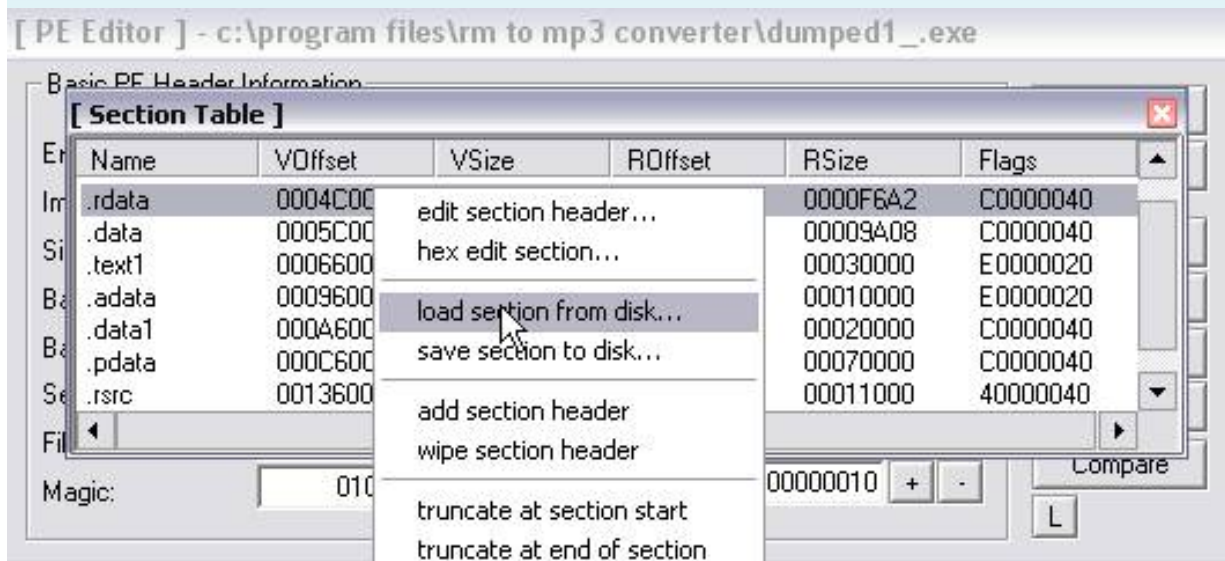 [ PE Editor ] - c:\program files\rm to mp3 converter\dumped1_.exe
Basic PE Header Information
[ Section Table ]
Name VOffset VSize ROffset RSize Flags
.rdata 0004C00 0000F6A2 C0000040
.data 0005C00 00009A08 C0000040
.text1 0006600 00030000 E0000020
.adata 0009600 00010000 E0000020
.data1 000A600 00020000 C0000040
.pdata 000C600 00070000 C0000040
.rsrc 0013600 00011000 40000040
edit section header...
hex edit section...
load section from disk...
save section to disk...
add section header
wipe section header
truncate at section start
truncate at end of section
Magic: 010 00000010 + -
Compare
L